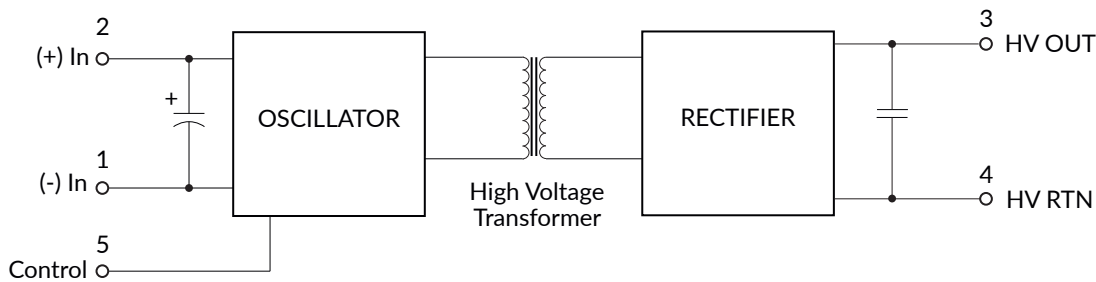 2
(+) In
+
1
(-) In
5
Control
OSCILLATOR
High Voltage
Transformer
RECTIFIER
3
HV OUT
4
HV RTN